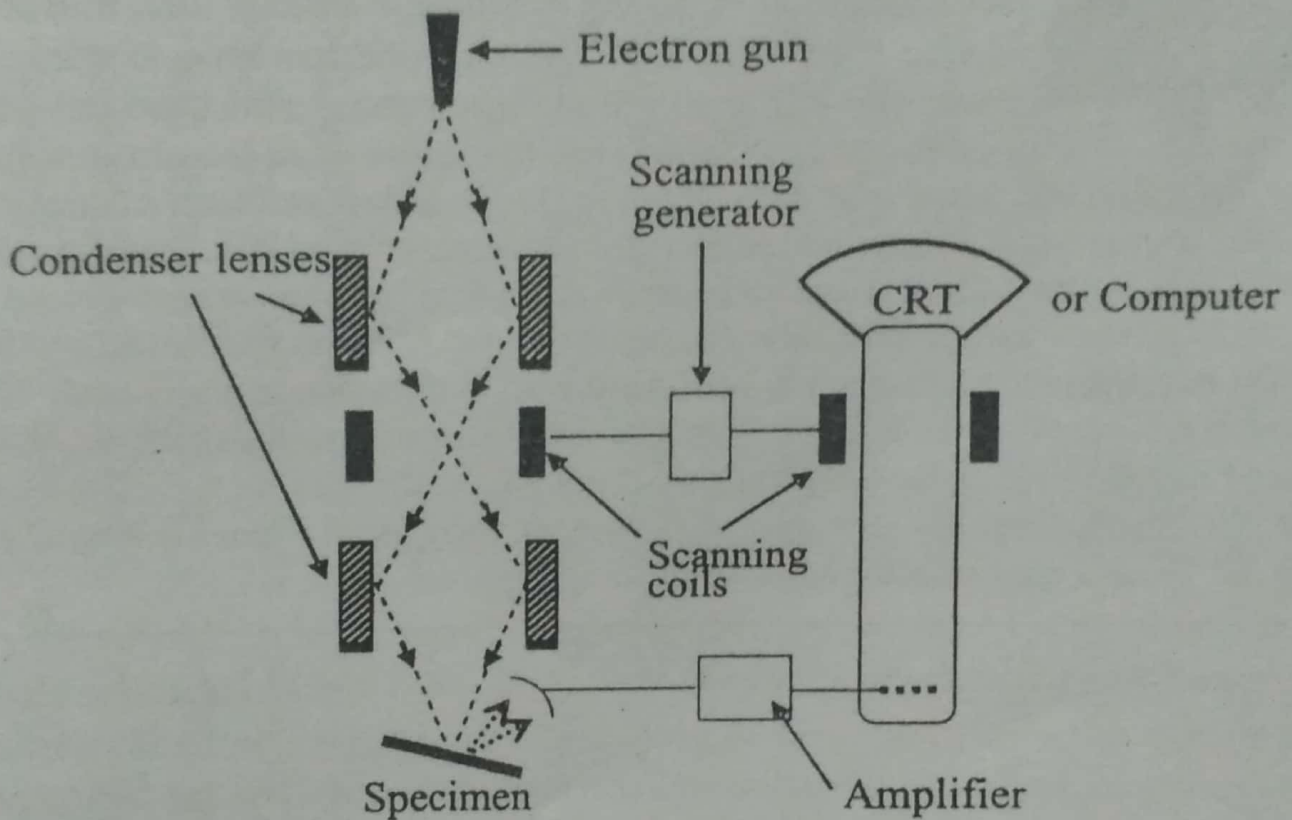 Electron gun
Scanning
generator
Condenser lenses
CRT
or Computer
Scanning
coils
Specimen
Amplifier